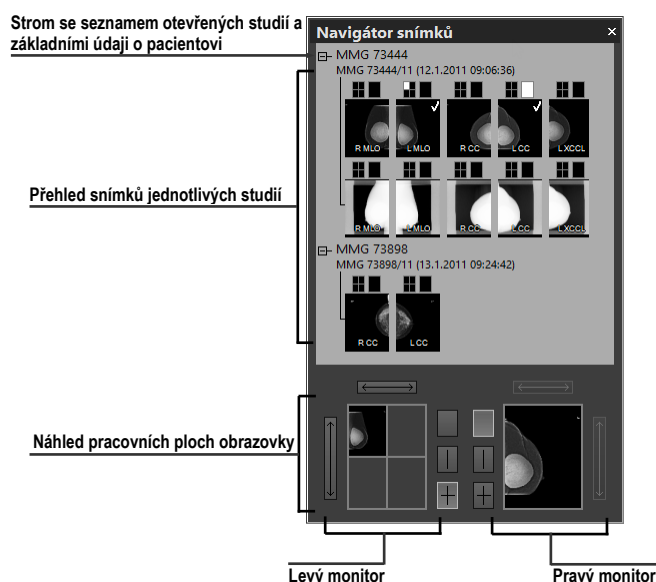 Strom se seznamem otevřených studií a
základními údaji o pacientovi
Navigátor snímků
MMG 73444
MMG 73444/11 (12.1.2011 09:06:36)
R MLO L MLO R CC L CC L XCCL
Přehled snímků jednotlivých studií
R MLO L MLO R CC L CC L XCCL
MMG 73898
MMG 73898/11 (13.1.2011 09:24:42)
R CC L CC
Náhled pracovních ploch obrazovky
Levý monitor
Pravý monitor